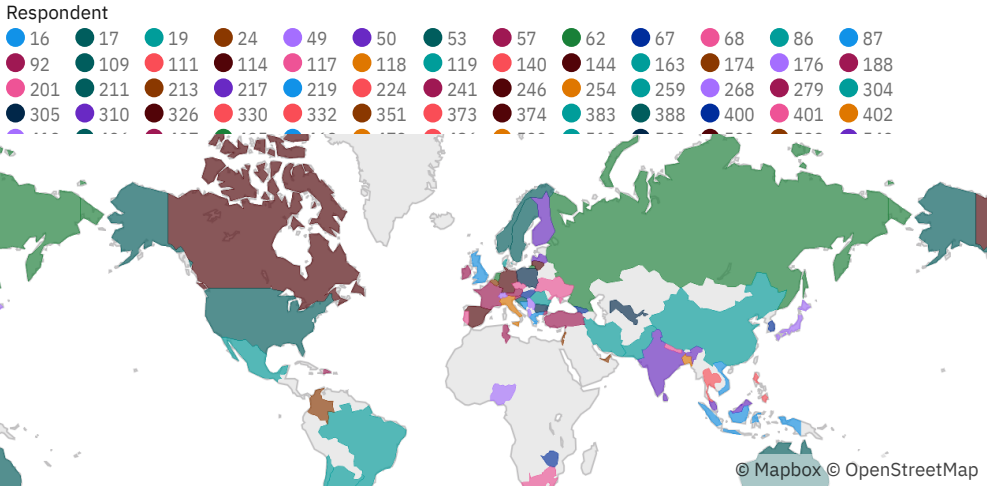 Respondent
16 17 19 24 49 50 53 57 62 67 68 86 87
92 109 111 114 117 118 119 140 144 163 174 176 188
201 211 213 217 219 224 241 246 254 259 268 279 304
305 310 326 330 332 351 373 374 383 388 400 401 402
© Mapbox © OpenStreetMap